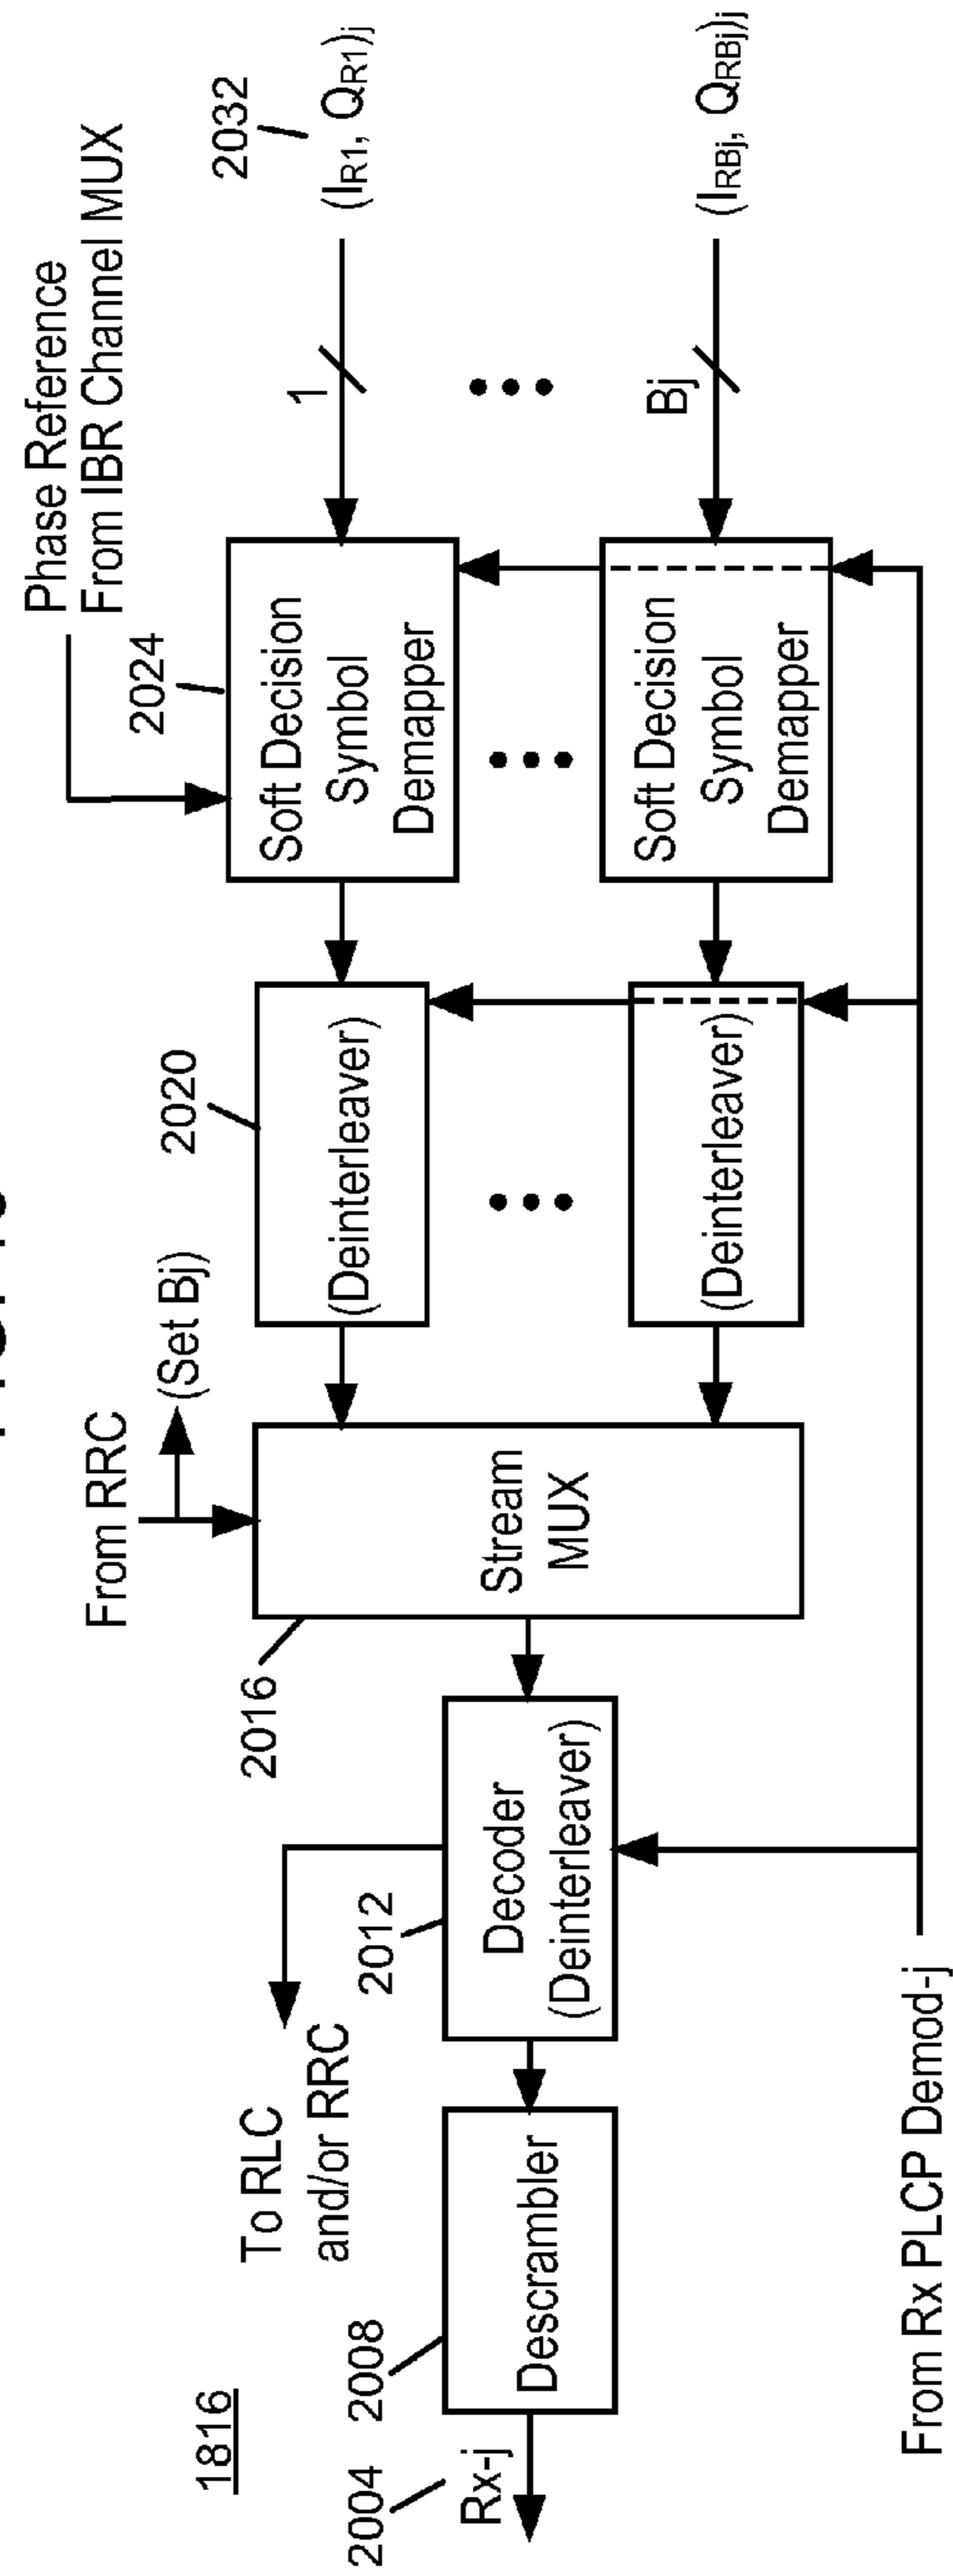 Phase Reference
From IBR Channel MUX
2032
(IR1, QR1)j
1
2024
Soft Decision
Symbol
Demapper
2020
(Deinterleaver)
From RRC
(Set Bj)
2016
Stream
MUX
(IRBj, QRBj)j
Bj
Soft Decision
Symbol
Demapper
(Deinterleaver)
To RLC
and/or RRC
2012
Decoder
(Deinterleaver)
1816
2004
Rx-j
2008
Descrambler
From Rx PLCP Demod-j